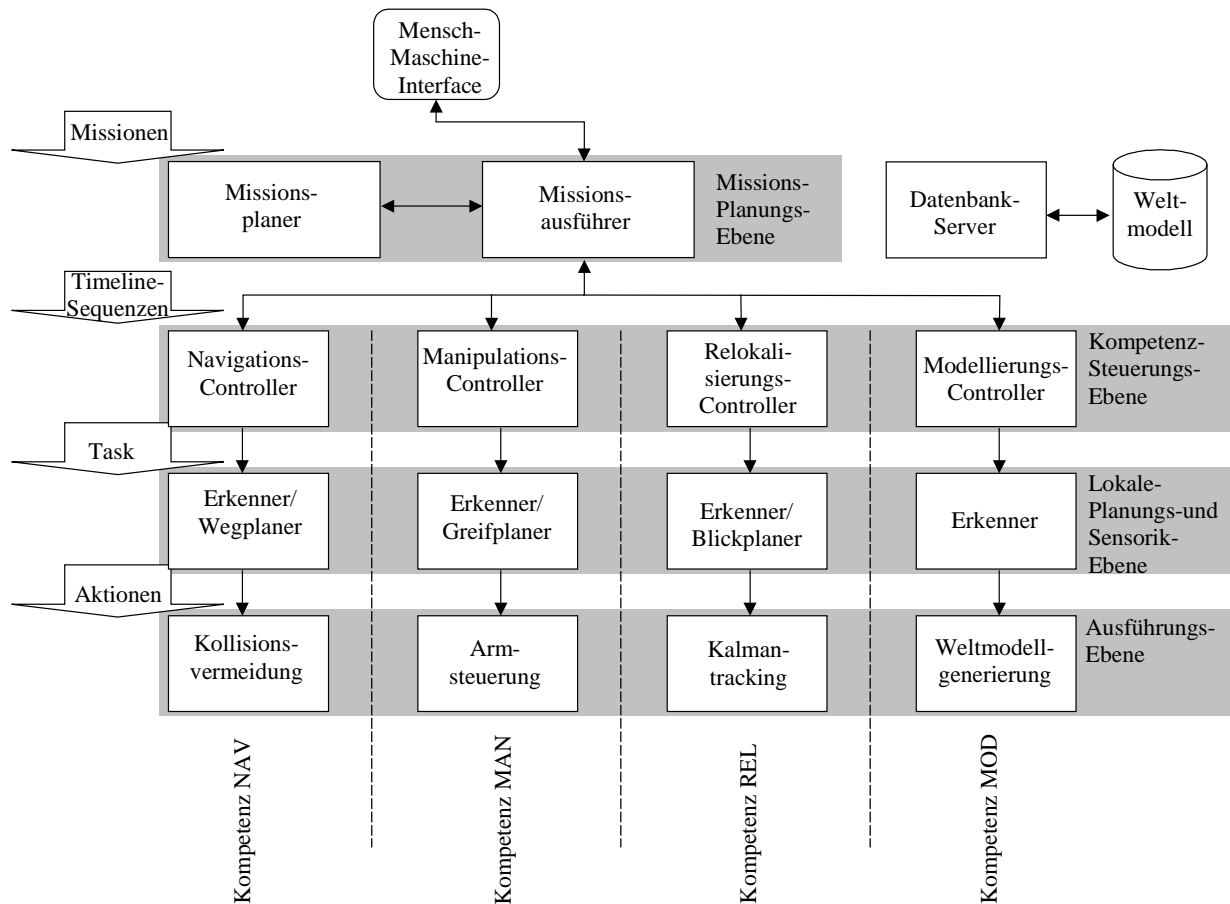 Mensch-
Maschine-
Interface
Missionen
Missions-
planer
Missions-
ausführer
Missions-
Planungs-
Ebene
Datenbank-
Server
Welt-
modell
Timeline-
Sequenzen
Navigations-
Controller
Manipulations-
Controller
Relokali-
sierungs-
Controller
Modellierungs-
Controller
Kompetenz-
Steuerungs-
Ebene
Task
Erkenner/
Wegplaner
Erkenner/
Greifplaner
Erkenner/
Blickplaner
Erkenner
Lokale-
Planungs-und
Sensorik-
Ebene
Aktionen
Kollisions-
vermeidung
Arm-
steuerung
Kalman-
tracking
Weltmodell-
generierung
Ausführungs-
Ebene
Kompetenz NAV
Kompetenz MAN
Kompetenz REL
Kompetenz MOD